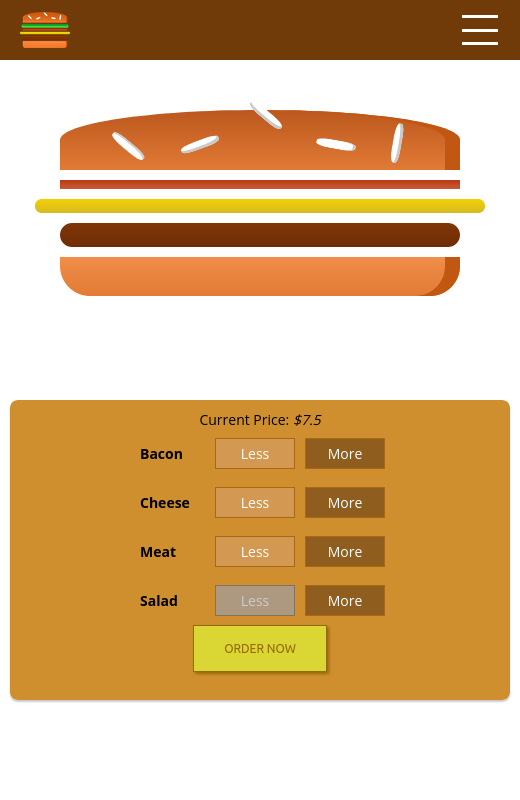 Current Price: $7.5
Bacon Less More
Cheese Less More
Meat Less More
Salad Less More
ORDER NOW